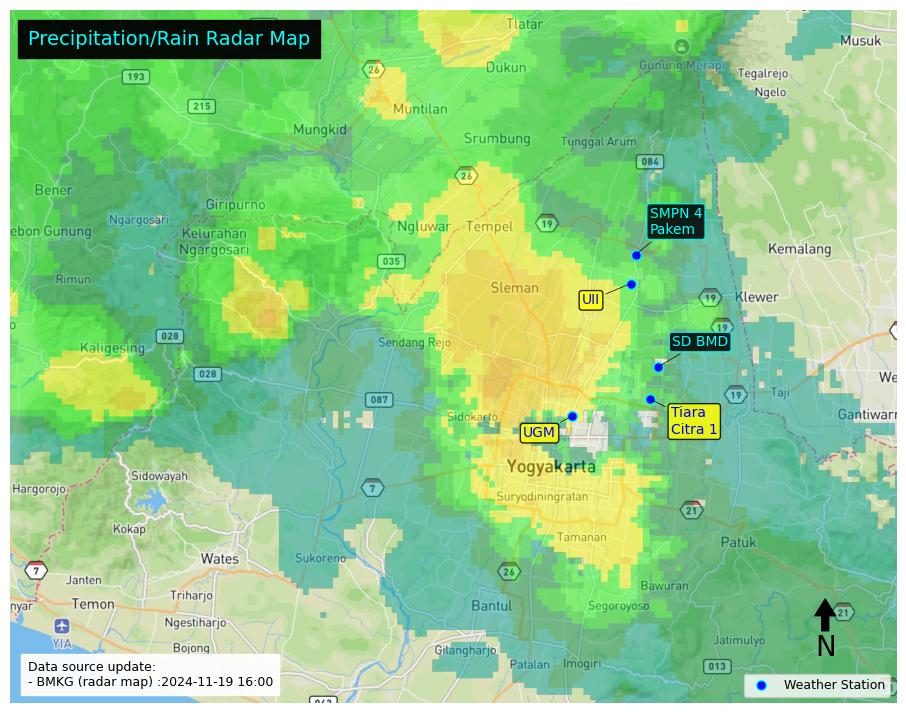 Precipitation/Rain Radar Map
Tlatar
Musuk
26
193
Dukun
Gunung Merapi
Tegalrejo
Ngelo
215
Muntilan
Mungkid
Srumbung
Tunggal Arum
084
26
Bener
Ngargosari
Giripurno
SMPN 4
Pakem
ebon Gunung
Kelurahan
Ngargosari
Ngluwar
Tempel
19
Kemalang
035
Rimun
Sleman
UII
19
Klewer
19
028
Kaligesing
Sendang Rejo
SD BMD
028
We
087
19
Taji
Sidokarto
Tiara
Citra 1
Gantiwarn
UGM
Yogyakarta
Sidowayah
Hargorojo
7
Suryodiningratan
21
Kokap
Tamanan
Patuk
Wates
Sukoreno
7
26
Janten
Bawuran
nyar
Temon
Triharjo
Bantul
Segoroyoso
21
Ngestiharjo
YIA
Bojong
Gilangharjo
Jatimulyo
N
Patalan
Imogiri
013
Data source update:
- BMKG (radar map) :2024-11-19 16:00
Weather Station